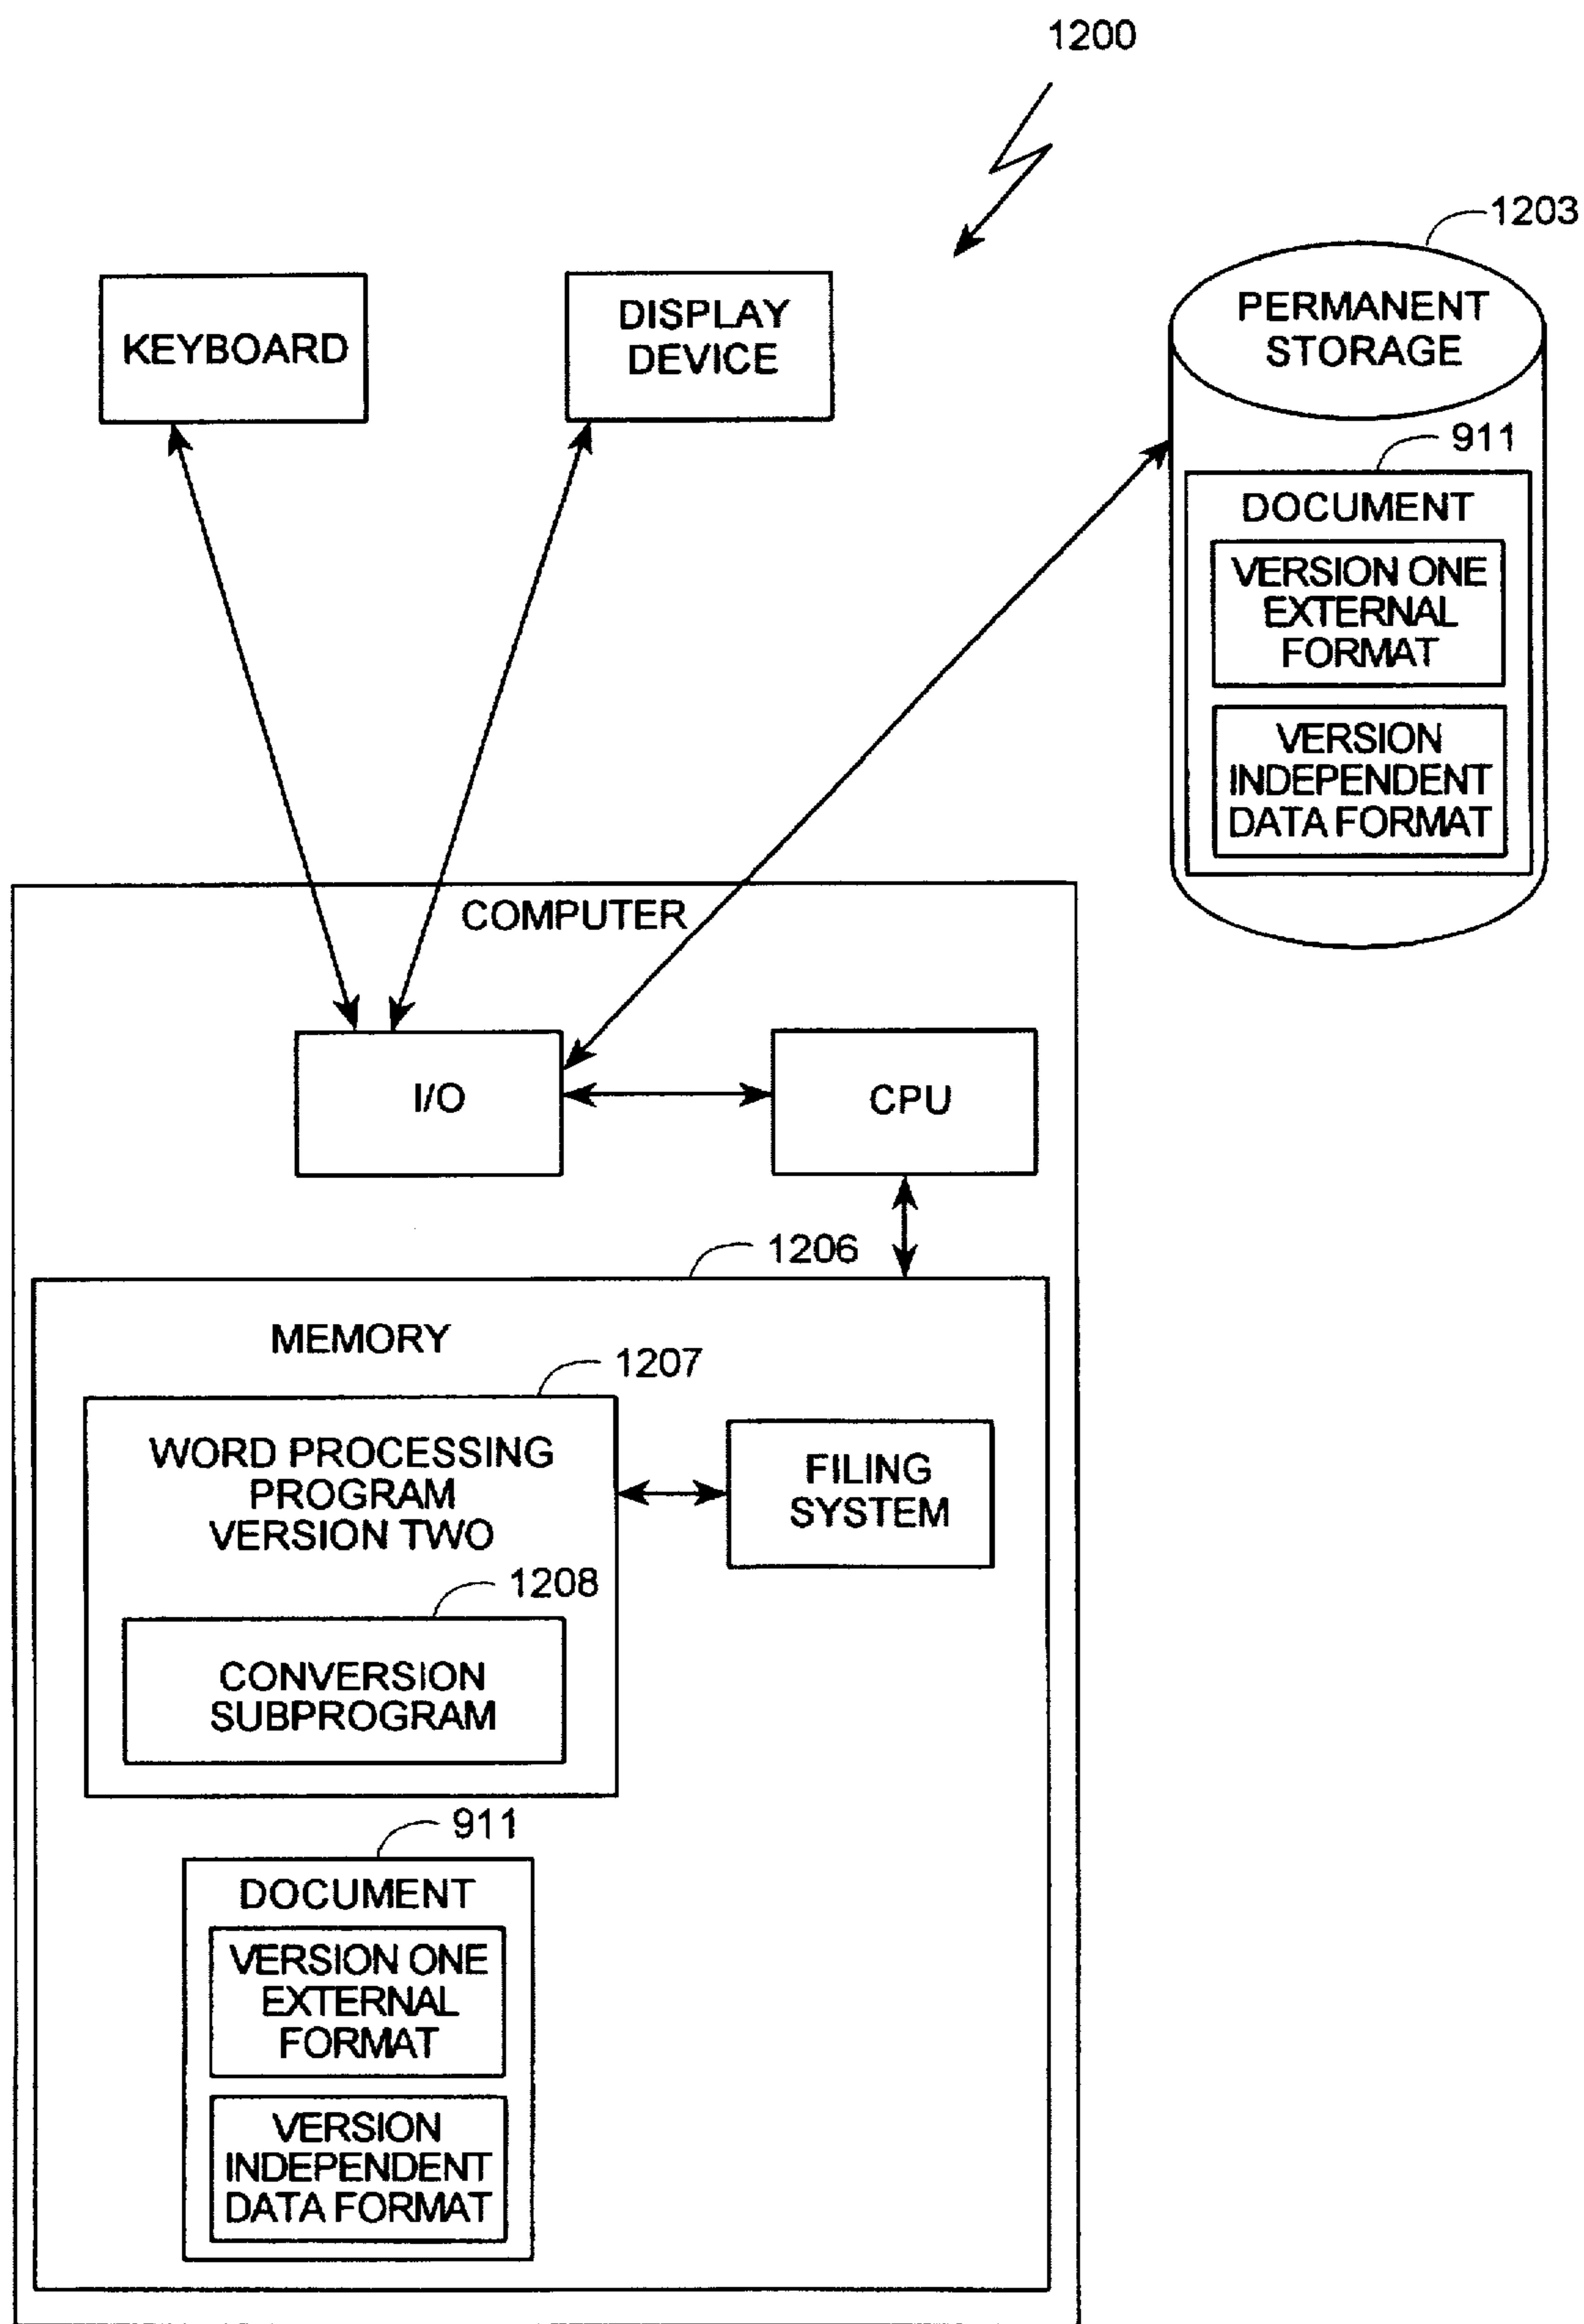 1200
1203
KEYBOARD
DISPLAY
DEVICE
PERMANENT
STORAGE
911
DOCUMENT
VERSION ONE
EXTERNAL
FORMAT
VERSION
INDEPENDENT
DATA FORMAT
COMPUTER
I/O
CPU
1206
MEMORY
1207
WORD PROCESSING
PROGRAM
VERSION TWO
FILING
SYSTEM
1208
CONVERSION
SUBPROGRAM
911
DOCUMENT
VERSION ONE
EXTERNAL
FORMAT
VERSION
INDEPENDENT
DATA FORMAT